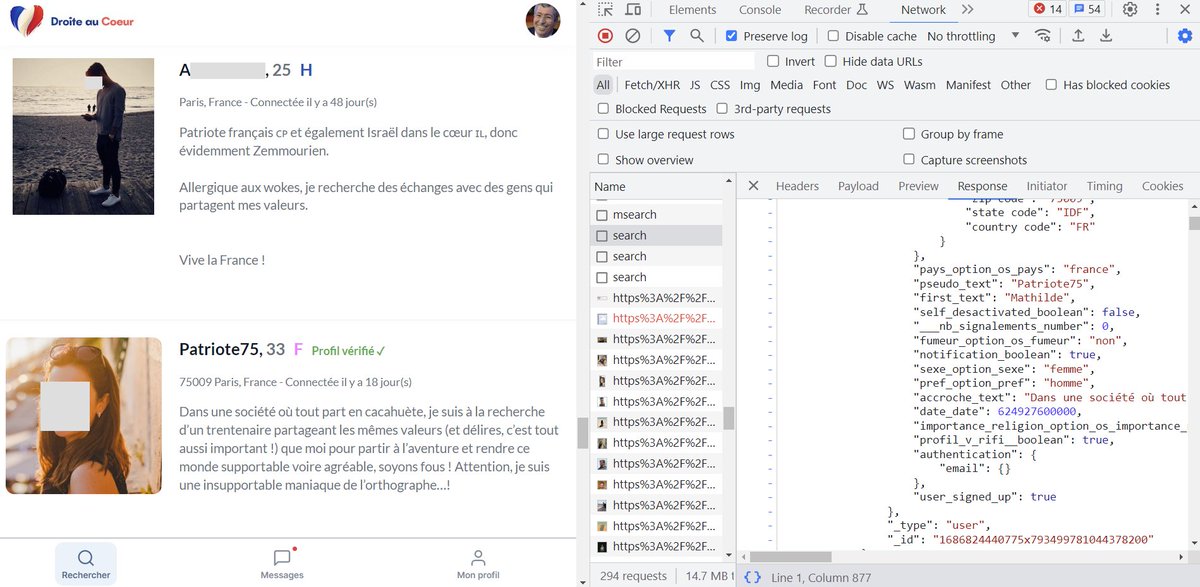 Droite au Coeur
A , 25 H
Paris, France - Connectée il y a 48 jour(s)
Patriote français CP et également Israël dans le cœur IL, donc
évidemment Zemmourien.
Allergique aux wokes, je recherche des échanges avec des gens qui
partagent mes valeurs.
Vive la France !
Patriote75, 33 F Profil vérifié ✓
75009 Paris, France - Connectée il y a 18 jour(s)
Dans une société où tout part en cacahuète, je suis à la recherche
d'un trentenaire partageant les mêmes valeurs (et délires, c'est tout
aussi important !) que moi pour partir à l'aventure et rendre ce
monde supportable voire agréable, soyons fous ! Attention, je suis
une insupportable maniaque de l'orthographe...!
Rechercher
Messages
Mon profil
Elements Console Recorder Network 14 54
Preserve log Disable cache No throttling
Filter Invert Hide data URLs
All Fetch/XHR JS CSS Img Media Font Doc WS Wasm Manifest Other Has blocked cookies
Blocked Requests 3rd-party requests
Use large request rows Group by frame
Show overview Capture screenshots
Name
msearch
search
search
search
https%3A%2F%2F...
https%3A%2F%2F...
https%3A%2F%2F...
https%3A%2F%2F...
https%3A%2F%2F...
https%3A%2F%2F...
https%3A%2F%2F...
https%3A%2F%2F...
https%3A%2F%2F...
https%3A%2F%2F...
https%3A%2F%2F...
https%3A%2F%2F...
https%3A%2F%2F...
294 requests 14.7 MB t
Headers Payload Preview Response Initiator Timing Cookies
"zip code": "75009",
"state code": "IDF",
"country code": "FR"
}
},
"pays_option_os_pays": "france",
"pseudo_text": "Patriote75",
"first_text": "Mathilde",
"self_desactivated_boolean": false,
"___nb_signalements_number": 0,
"fumeur_option_os_fumeur": "non",
"notification_boolean": true,
"sexe_option_sexe": "femme",
"pref_option_pref": "homme",
"accroche_text": "Dans une société où tout
"date_date": 624927600000,
"importance_religion_option_os_importance_
"profil_v_rifi__boolean": true,
"authentication": {
"email": {}
},
"user_signed_up": true
},
"_type": "user",
"_id": "1686824440775x793499781044378200"
{} Line 1, Column 877